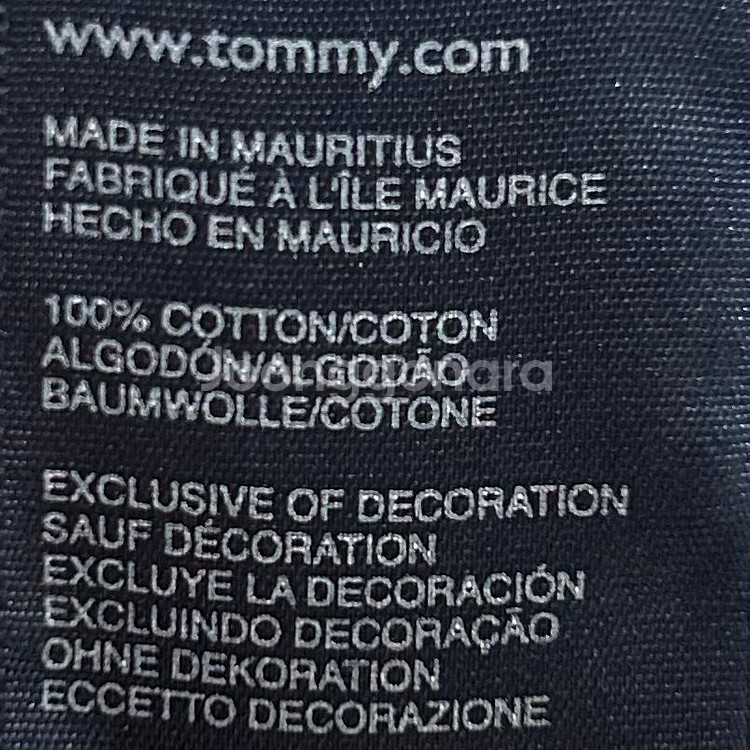 www.tommy.com
MADE IN MAURITIUS
FABRIQUÉ À L'ÎLE MAURICE
HECHO EN MAURICIO
100% COTTON/COTON
ALGODÓN/ALGODÃO
BAUMWOLLE/COTONE
EXCLUSIVE OF DECORATION
SAUF DÉCORATION
EXCLUYE LA DECORACIÓN
EXCLUINDO DECORAÇÃO
OHNE DEKORATION
ECCETTO DECORAZIONE